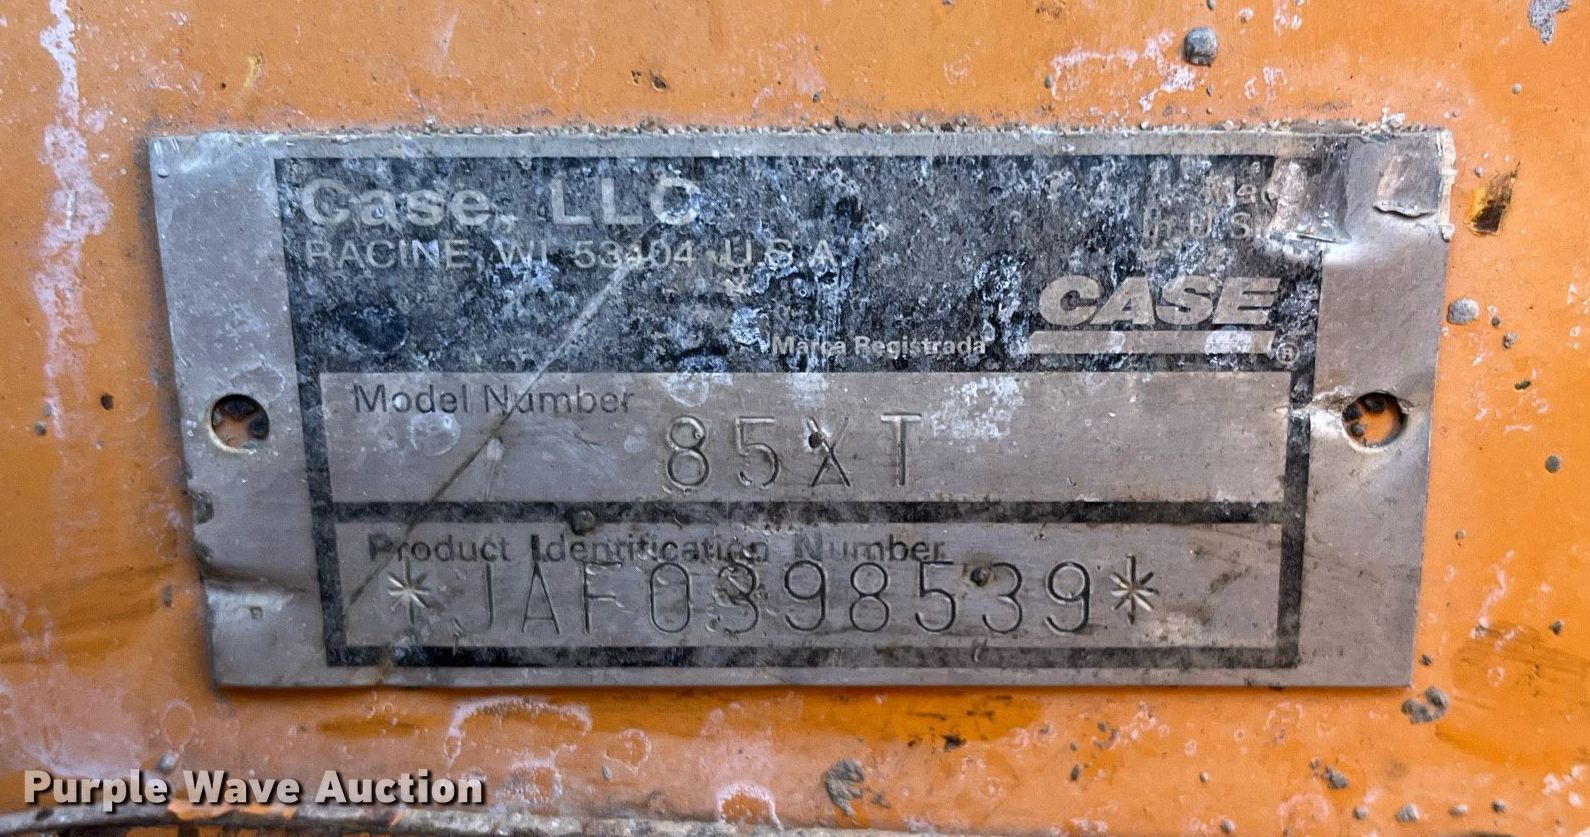 Case, LLC
RACINE, WI 53404 U.S.A.
In U.S.
CASE
®
Marca Registrada
Model Number
85XT
Product Identification Number
*JAF0398539*
Purple Wave Auction